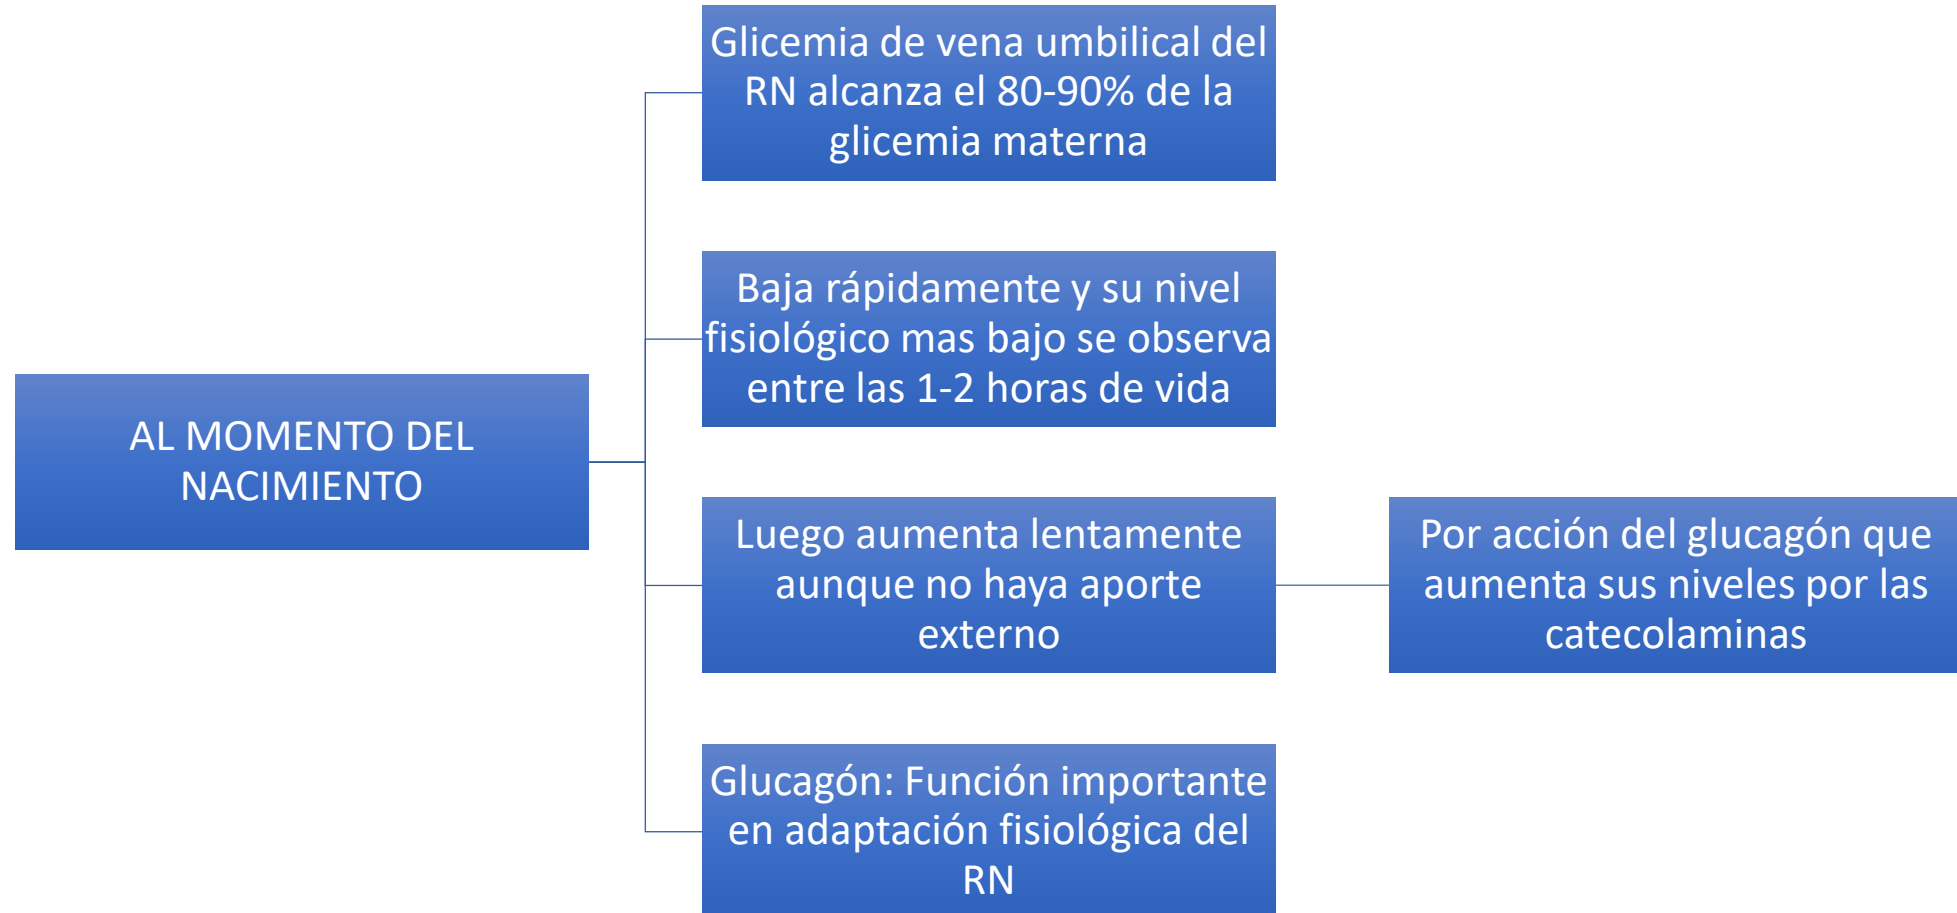 AL MOMENTO DEL
NACIMIENTO
Glicemia de vena umbilical del
RN alcanza el 80-90% de la
glicemia materna
Baja rápidamente y su nivel
fisiológico mas bajo se observa
entre las 1-2 horas de vida
Luego aumenta lentamente
aunque no haya aporte
externo
Por acción del glucagón que
aumenta sus niveles por las
catecolaminas
Glucagón: Función importante
en adaptación fisiológica del
RN